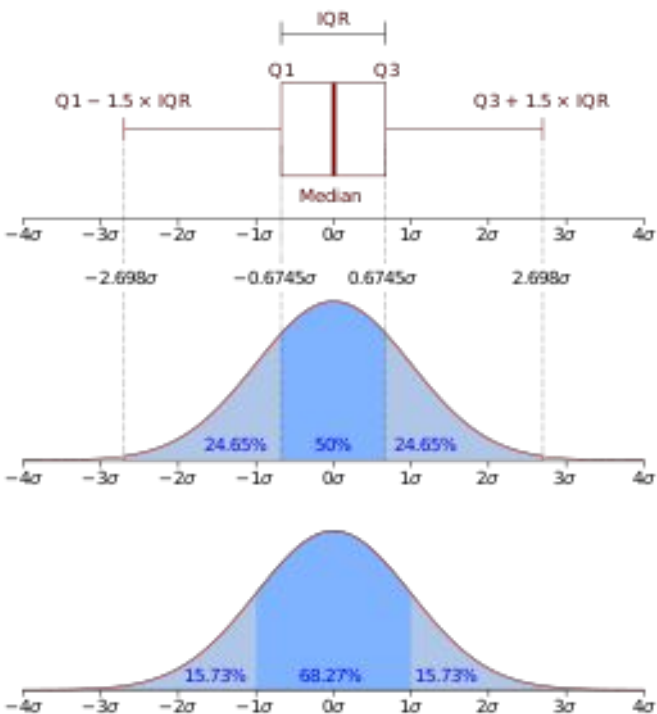 IQR
Q1 Q3
Q1 − 1.5 × IQR Q3 + 1.5 × IQR
Median
−4σ −3σ −2σ −1σ 0σ 1σ 2σ 3σ 4σ
−2.698σ −0.6745σ 0.6745σ 2.698σ
24.65% 50% 24.65%
−4σ −3σ −2σ −1σ 0σ 1σ 2σ 3σ 4σ
15.73% 68.27% 15.73%
−4σ −3σ −2σ −1σ 0σ 1σ 2σ 3σ 4σ